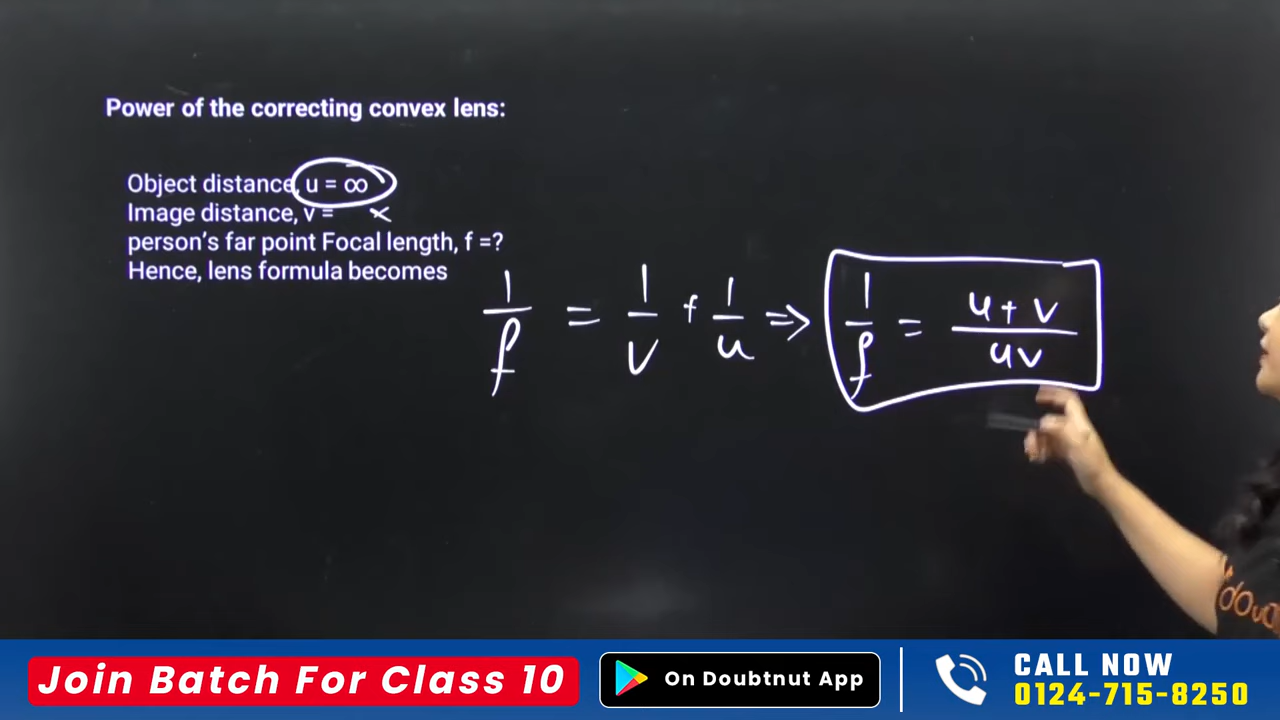 Power of the correcting convex lens:
Object distance, u = ∞
Image distance, v = x
person's far point Focal length, f =?
Hence, lens formula becomes
1/f = 1/v + 1/u ⇒ 1/f = u + v/uv
Join Batch For Class 10
On Doubtnut App
CALL NOW
0124-715-8250